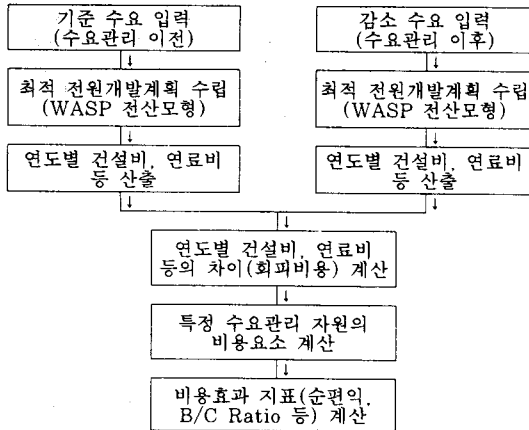 기준 수요 입력
(수요관리 이전)
감소 수요 입력
(수요관리 이후)
최적 전원개발계획 수립
(WASP 전산모형)
최적 전원개발계획 수립
(WASP 전산모형)
연도별 건설비, 연료비
등 산출
연도별 건설비, 연료비
등 산출
연도별 건설비, 연료비
등의 차이(회피비용) 계산
특정 수요관리 자원의
비용요소 계산
비용효과 지표(순편익,
B/C Ratio 등) 계산